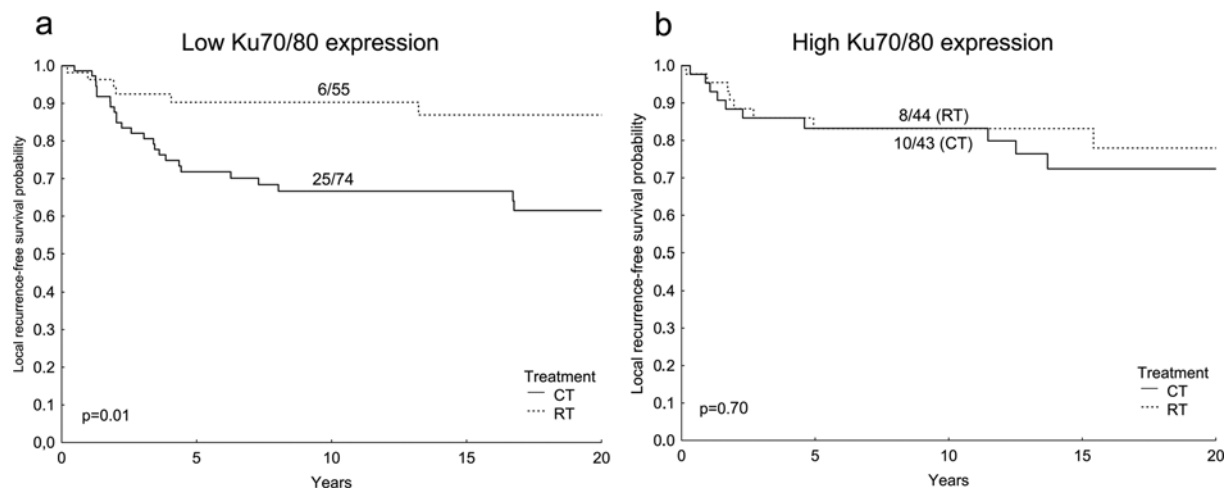 a
Low Ku70/80 expression
Local recurrence-free survival probability
1.0
0.9
0.8
0.7
0.6
0.5
0.4
0.3
0.2
0.1
0,0
6/55
25/74
Treatment
CT
RT
p=0.01
0
5
10
15
20
Years
b
High Ku70/80 expression
Local recurrence-free survival probability
1.0
0.9
0.8
0.7
0.6
0.5
0.4
0.3
0.2
0.1
0,0
8/44 (RT)
10/43 (CT)
Treatment
CT
RT
p=0.70
0
5
10
15
20
Years